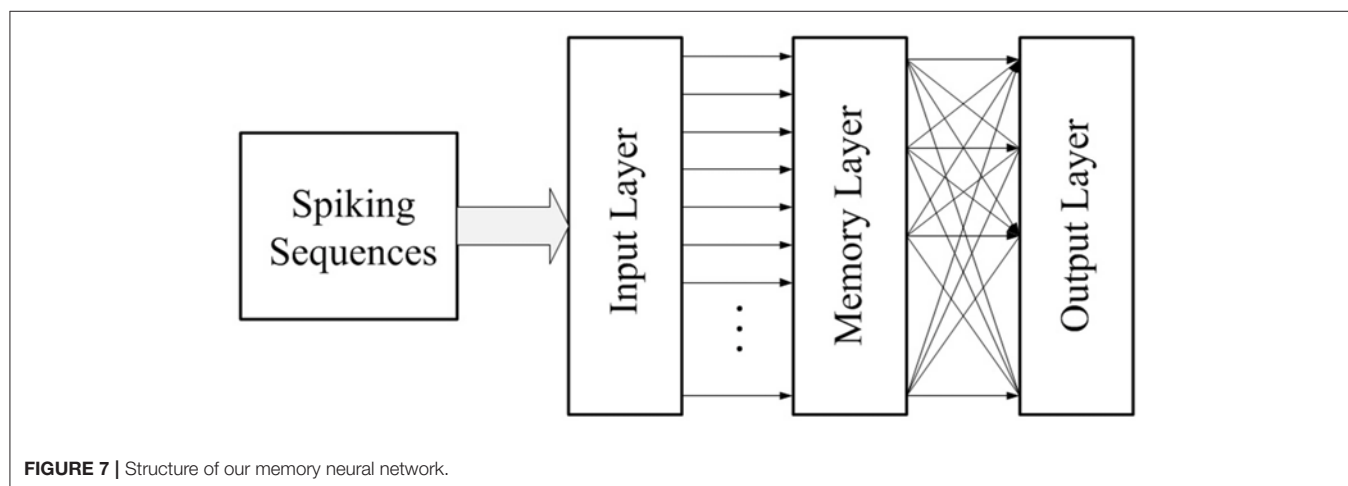 Spiking
Sequences
Input Layer
Memory Layer
Output Layer
FIGURE 7 | Structure of our memory neural network.